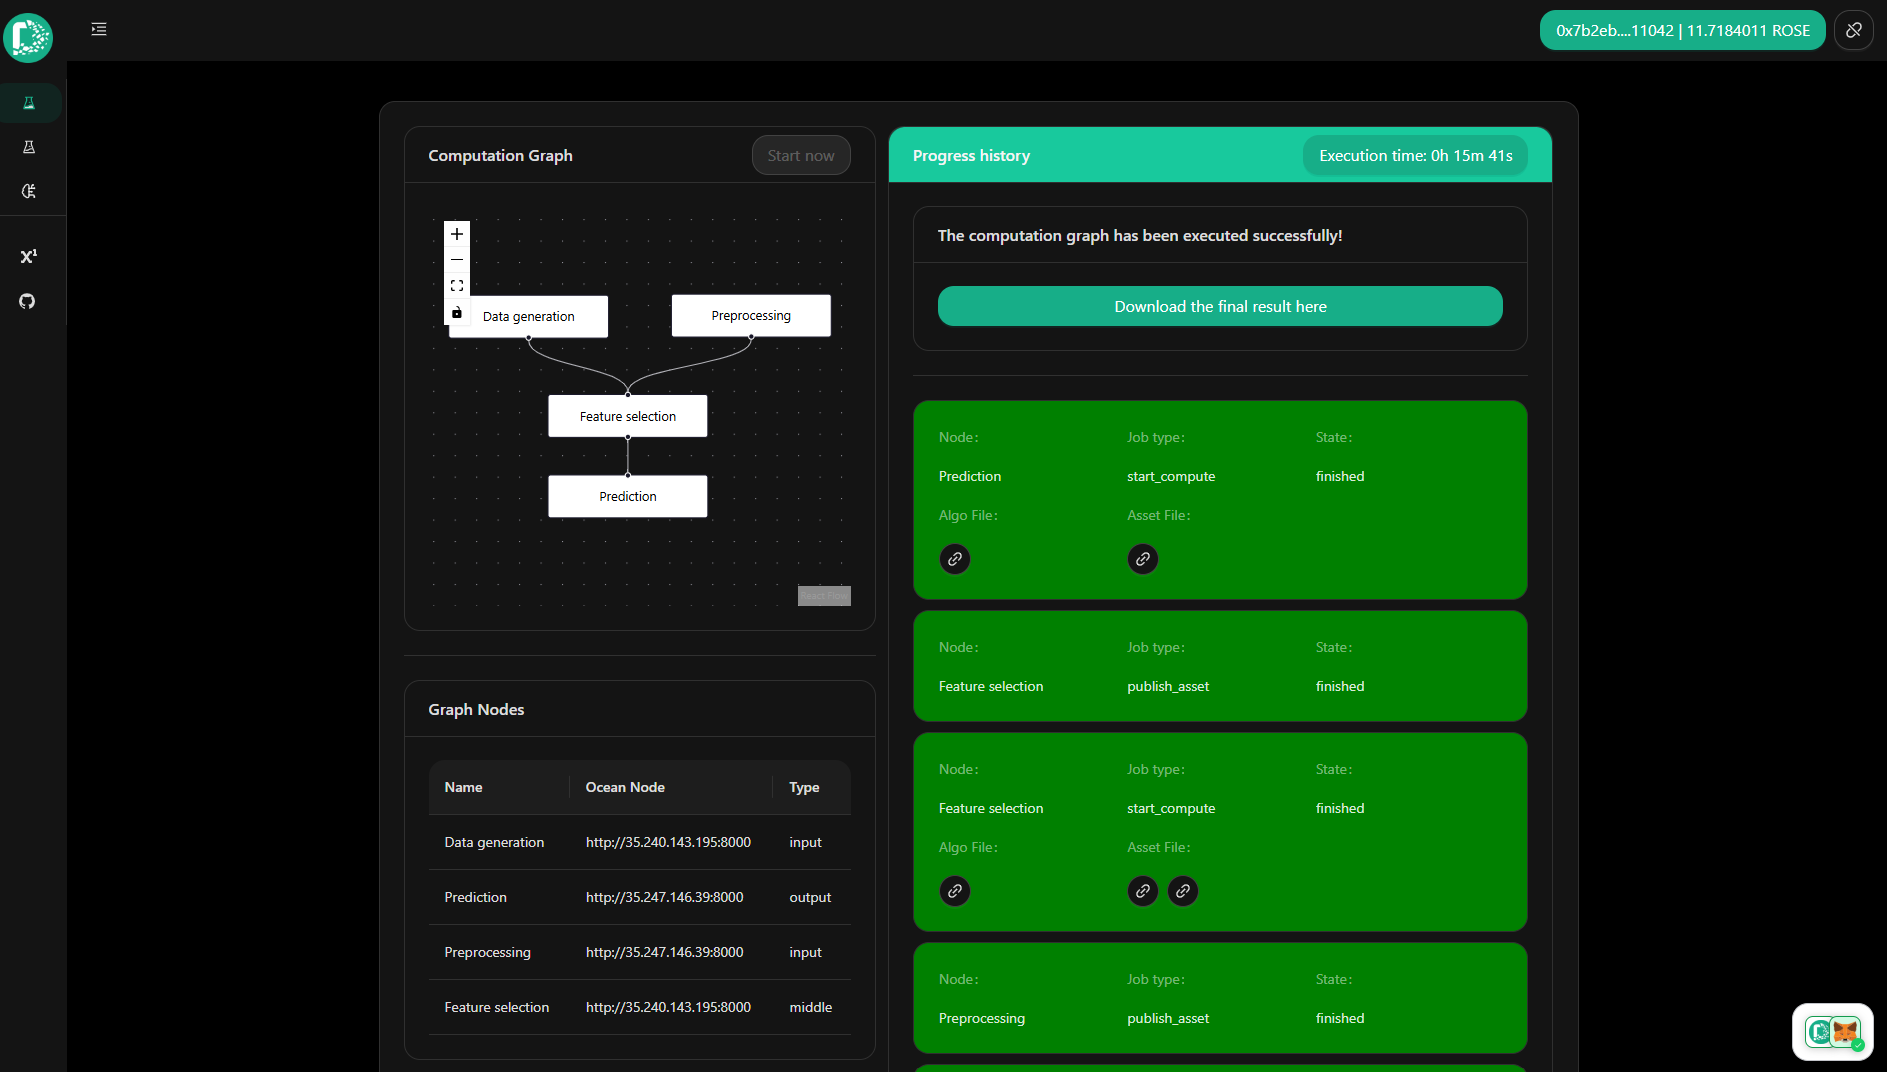 0x7b2eb....11042 | 11.7184011 ROSE
X¹
Computation Graph
Start now
Data generation
Preprocessing
Feature selection
Prediction
React Flow
Graph Nodes
Name Ocean Node Type
Data generation http://35.240.143.195:8000 input
Prediction http://35.247.146.39:8000 output
Preprocessing http://35.247.146.39:8000 input
Feature selection http://35.240.143.195:8000 middle
Progress history
Execution time: 0h 15m 41s
The computation graph has been executed successfully!
Download the final result here
Node: Job type: State:
Prediction start_compute finished
Algo File: Asset File:
Node: Job type: State:
Feature selection publish_asset finished
Node: Job type: State:
Feature selection start_compute finished
Algo File: Asset File:
Node: Job type: State:
Preprocessing publish_asset finished